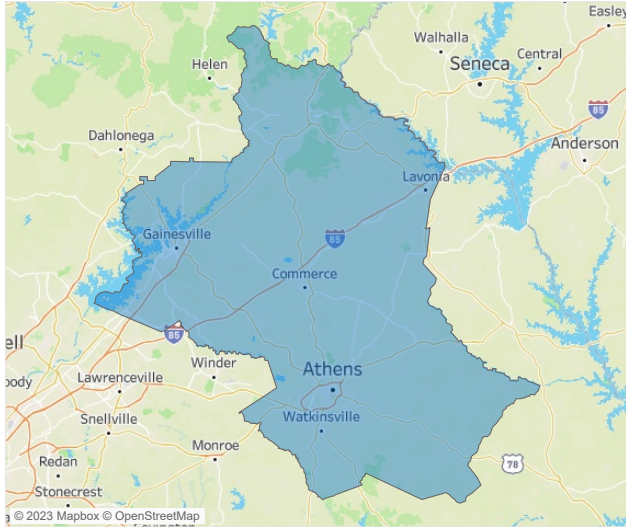 Easley
Walhalla
Central
Helen
Seneca
85
Dahlonega
Anderson
Lavonia
Gainesville
85
Commerce
ell
85
Winder
Athens
oody
Lawrenceville
Snellville
Watkinsville
Monroe
Redan
78
Stonecrest
© 2023 Mapbox © OpenStreetMap